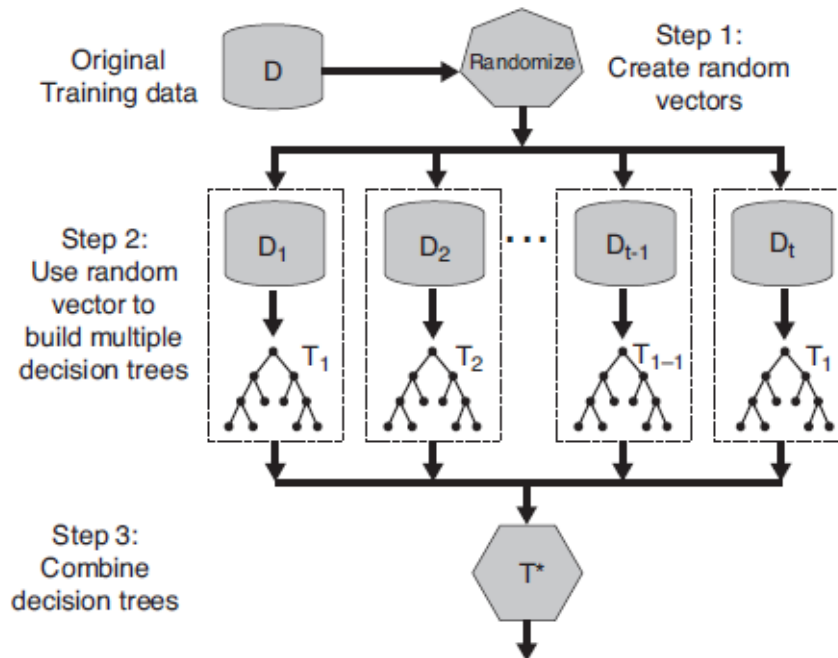 Original
Training data
D
Randomize
Step 1:
Create random
vectors
Step 2:
Use random
vector to
build multiple
decision trees
D1
D2
...
Dt-1
Dt
T1
T2
T1–1
T1
Step 3:
Combine
decision trees
T*